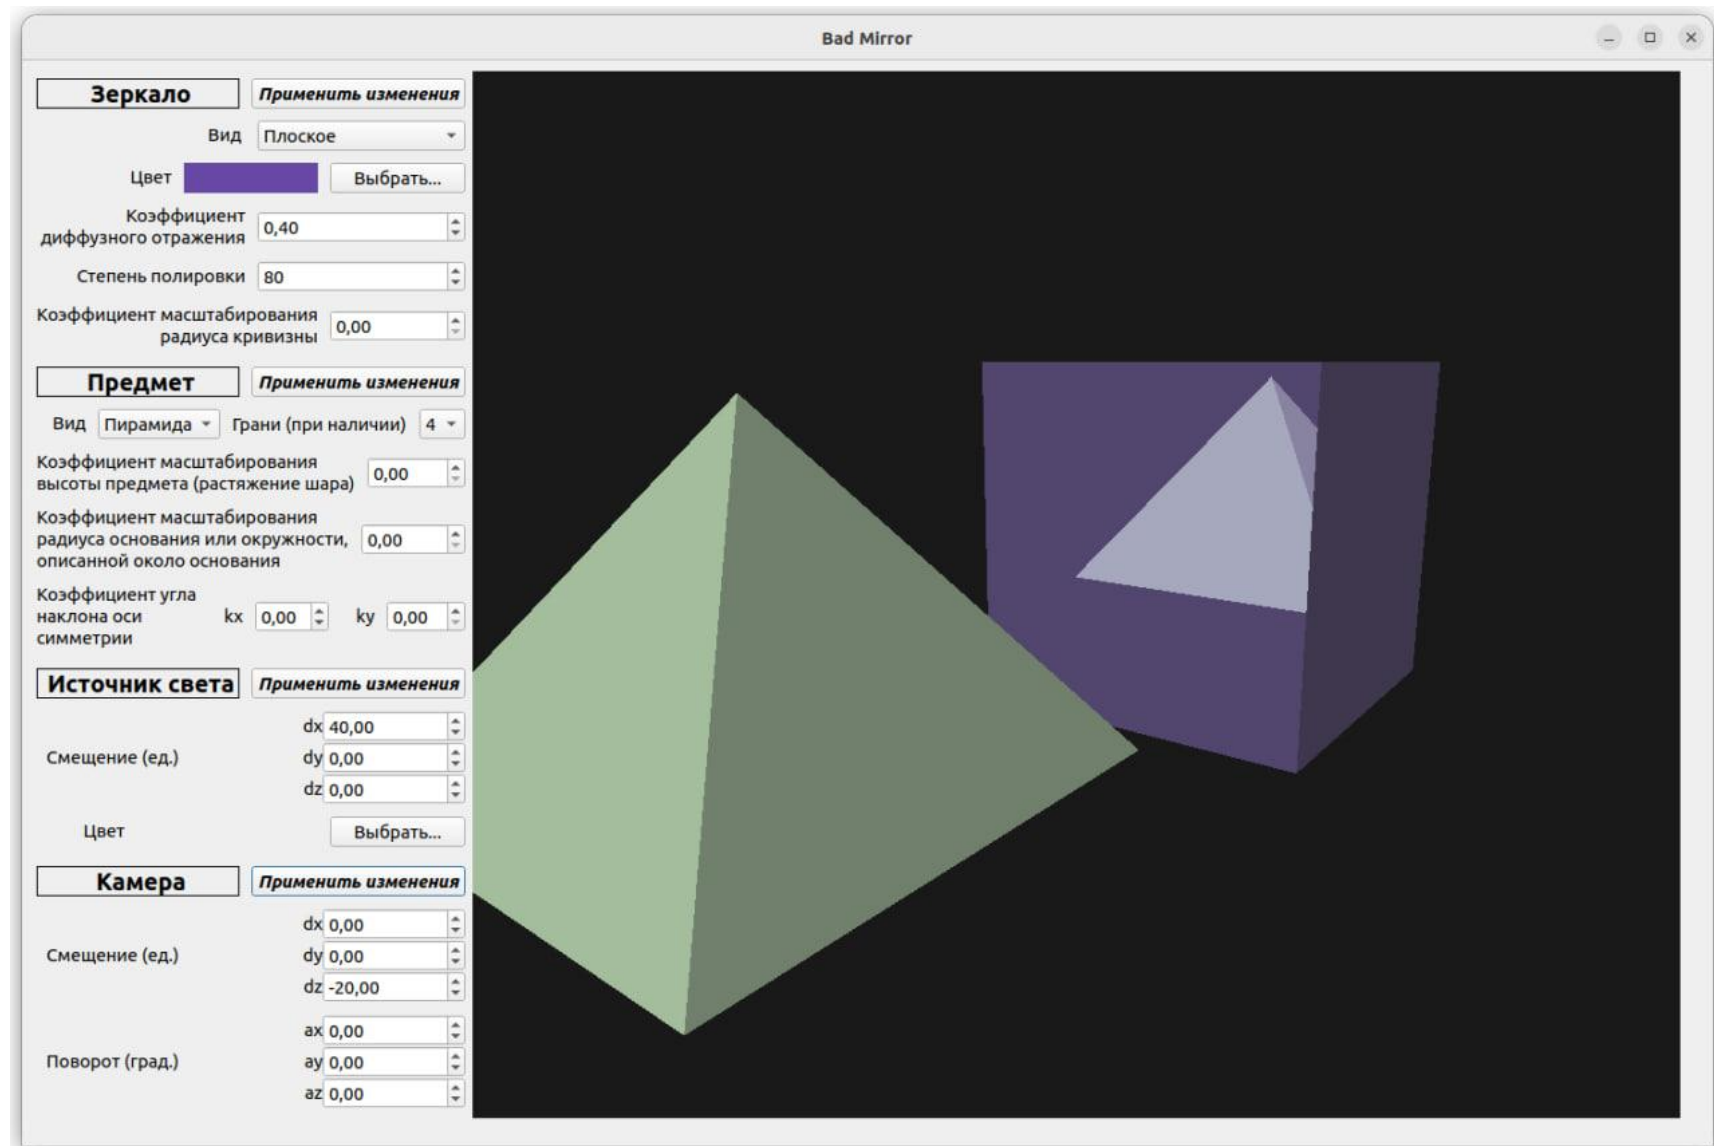 Bad Mirror
Зеркало Применить изменения
Вид Плоское
Цвет Выбрать...
Коэффициент
диффузного отражения 0,40
Степень полировки 80
Коэффициент масштабирования
радиуса кривизны 0,00
Предмет Применить изменения
Вид Пирамида Грани (при наличии) 4
Коэффициент масштабирования
высоты предмета (растяжение шара) 0,00
Коэффициент масштабирования
радиуса основания или окружности, 0,00
описанной около основания
Коэффициент угла
наклона оси kx 0,00 ky 0,00
симметрии
Источник света Применить изменения
dx 40,00
Смещение (ед.) dy 0,00
dz 0,00
Цвет Выбрать...
Камера Применить изменения
dx 0,00
Смещение (ед.) dy 0,00
dz -20,00
ax 0,00
Поворот (град.) ay 0,00
az 0,00